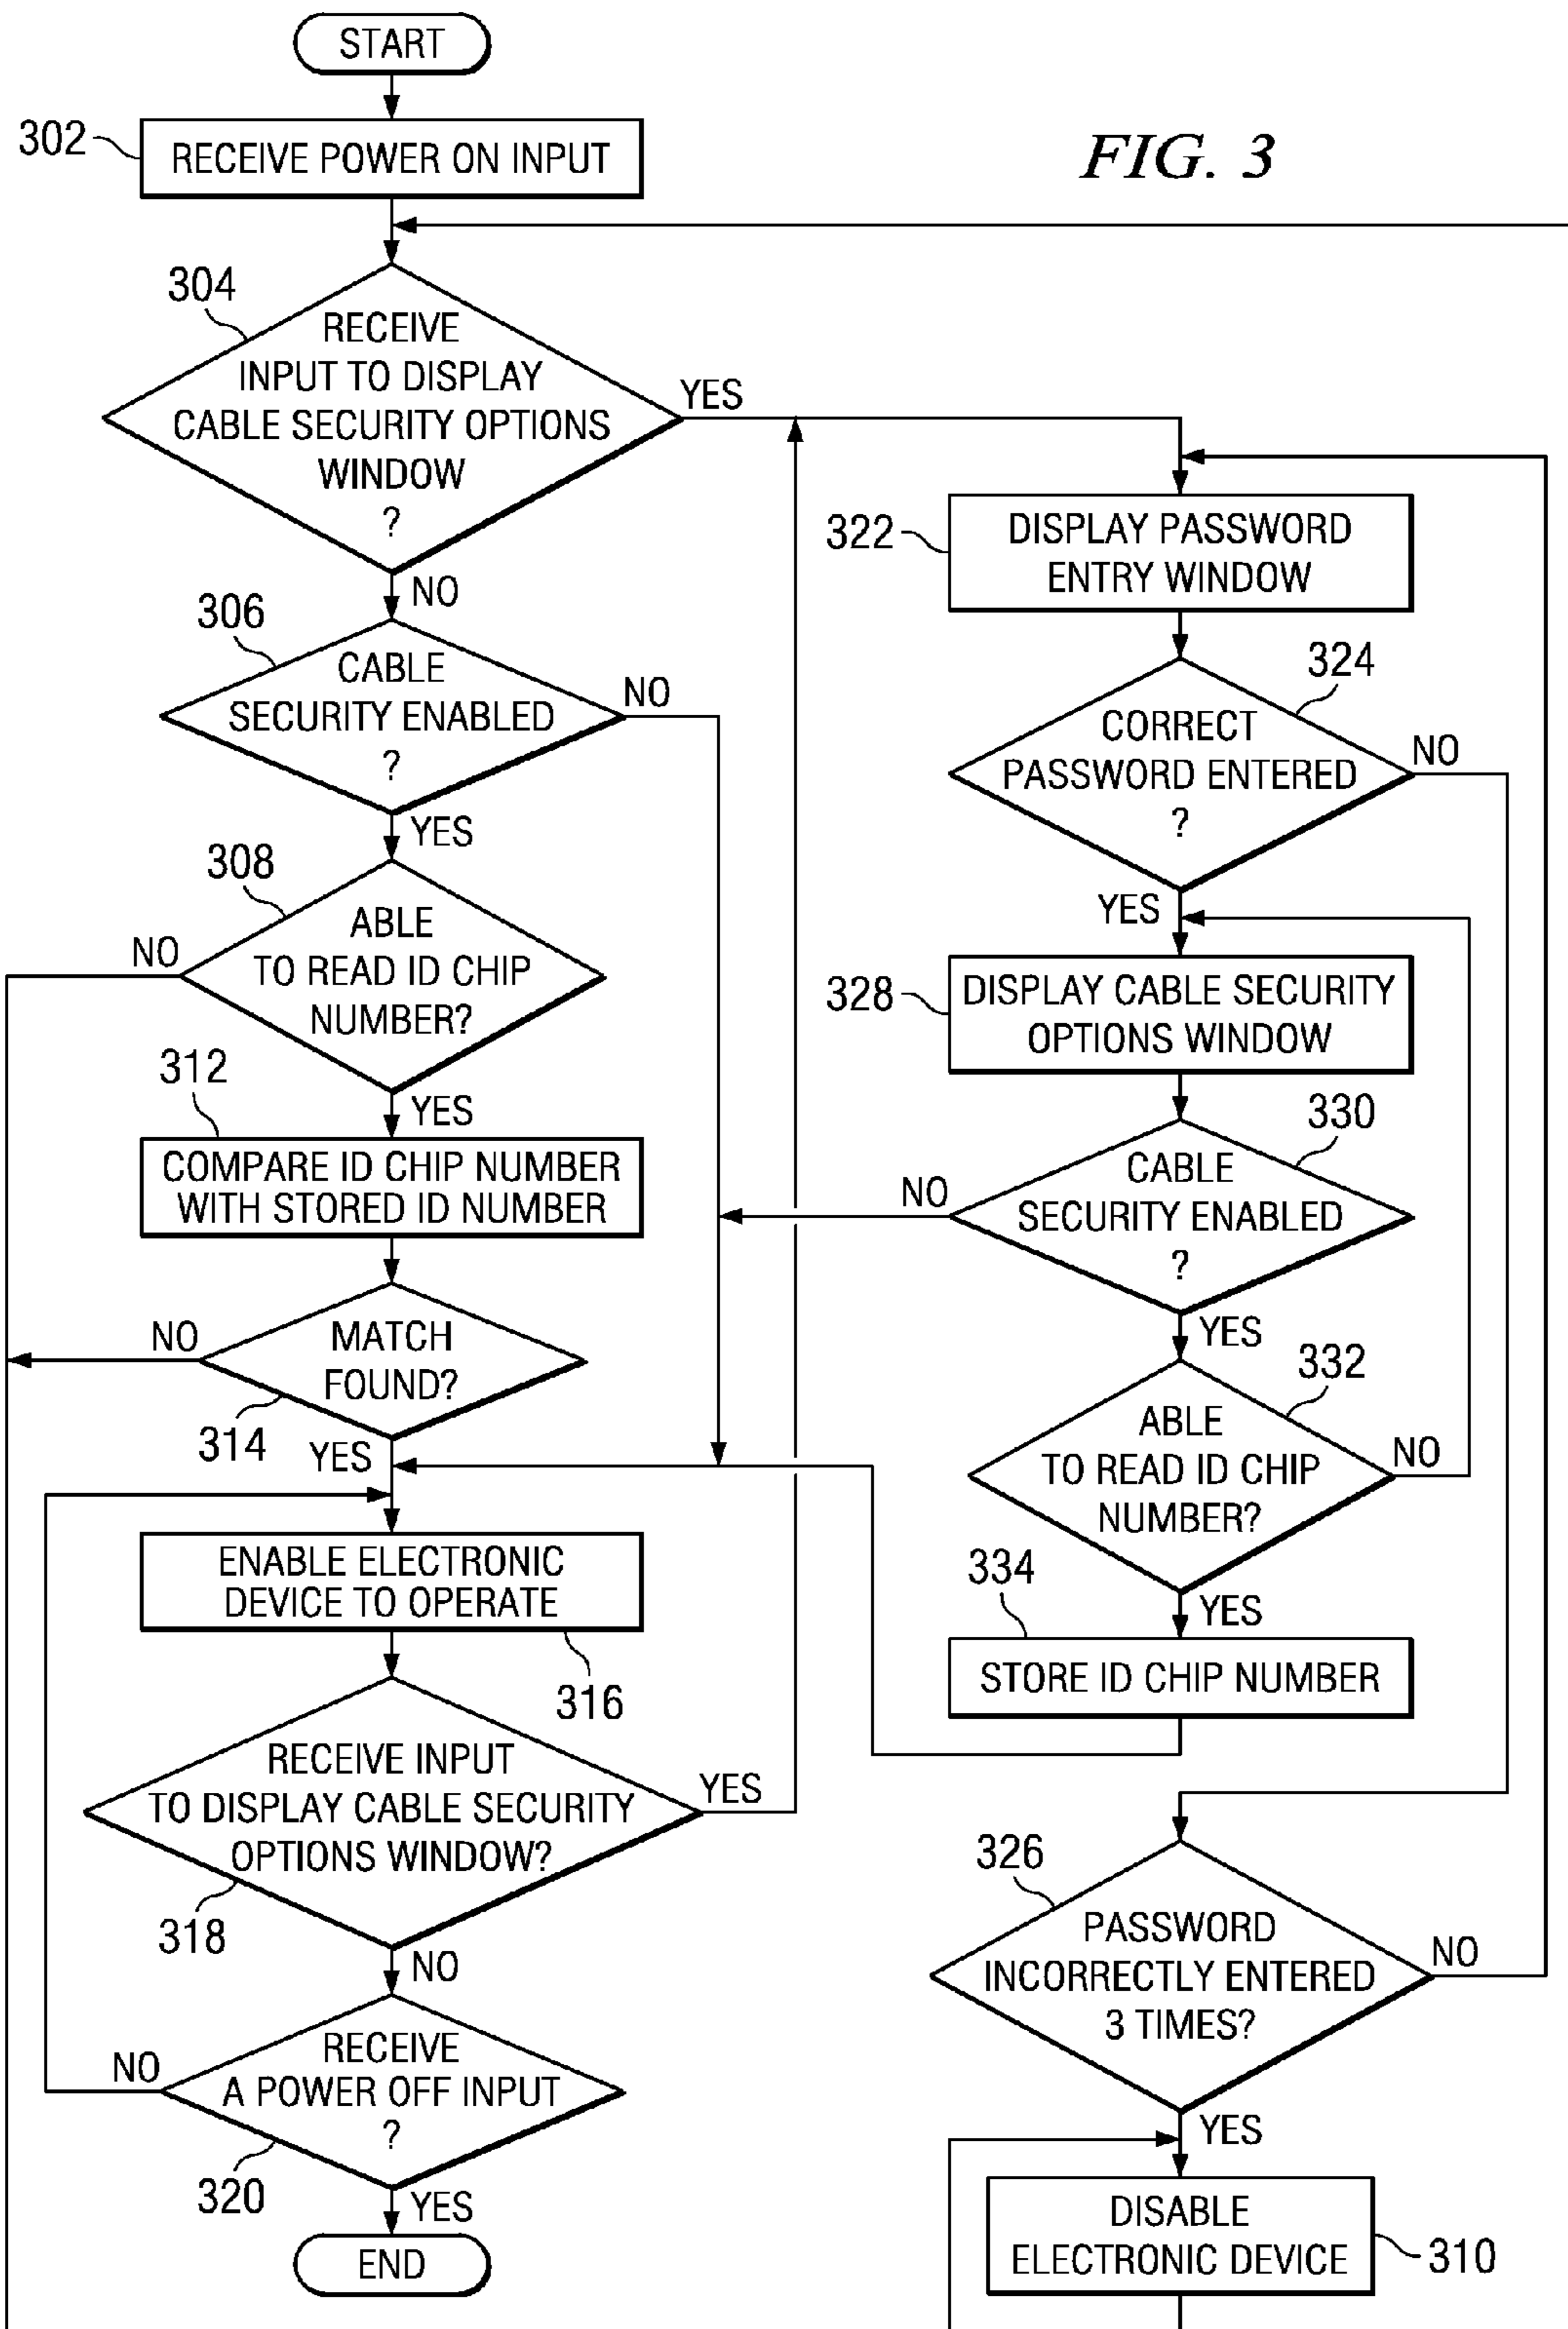 START
302
RECEIVE POWER ON INPUT
FIG. 3
304
RECEIVE
INPUT TO DISPLAY
CABLE SECURITY OPTIONS
WINDOW
?
YES
NO
306
CABLE
SECURITY ENABLED
?
NO
YES
308
ABLE
TO READ ID CHIP
NUMBER?
NO
YES
312
COMPARE ID CHIP NUMBER
WITH STORED ID NUMBER
MATCH
FOUND?
NO
314
YES
ENABLE ELECTRONIC
DEVICE TO OPERATE
316
RECEIVE INPUT
TO DISPLAY CABLE SECURITY
OPTIONS WINDOW?
YES
318
NO
RECEIVE
A POWER OFF INPUT
?
NO
320
YES
END
322
DISPLAY PASSWORD
ENTRY WINDOW
324
CORRECT
PASSWORD ENTERED
?
NO
YES
328
DISPLAY CABLE SECURITY
OPTIONS WINDOW
330
CABLE
SECURITY ENABLED
?
NO
YES
332
ABLE
TO READ ID CHIP
NUMBER?
NO
YES
334
STORE ID CHIP NUMBER
326
PASSWORD
INCORRECTLY ENTERED
3 TIMES?
NO
YES
DISABLE
ELECTRONIC DEVICE
310